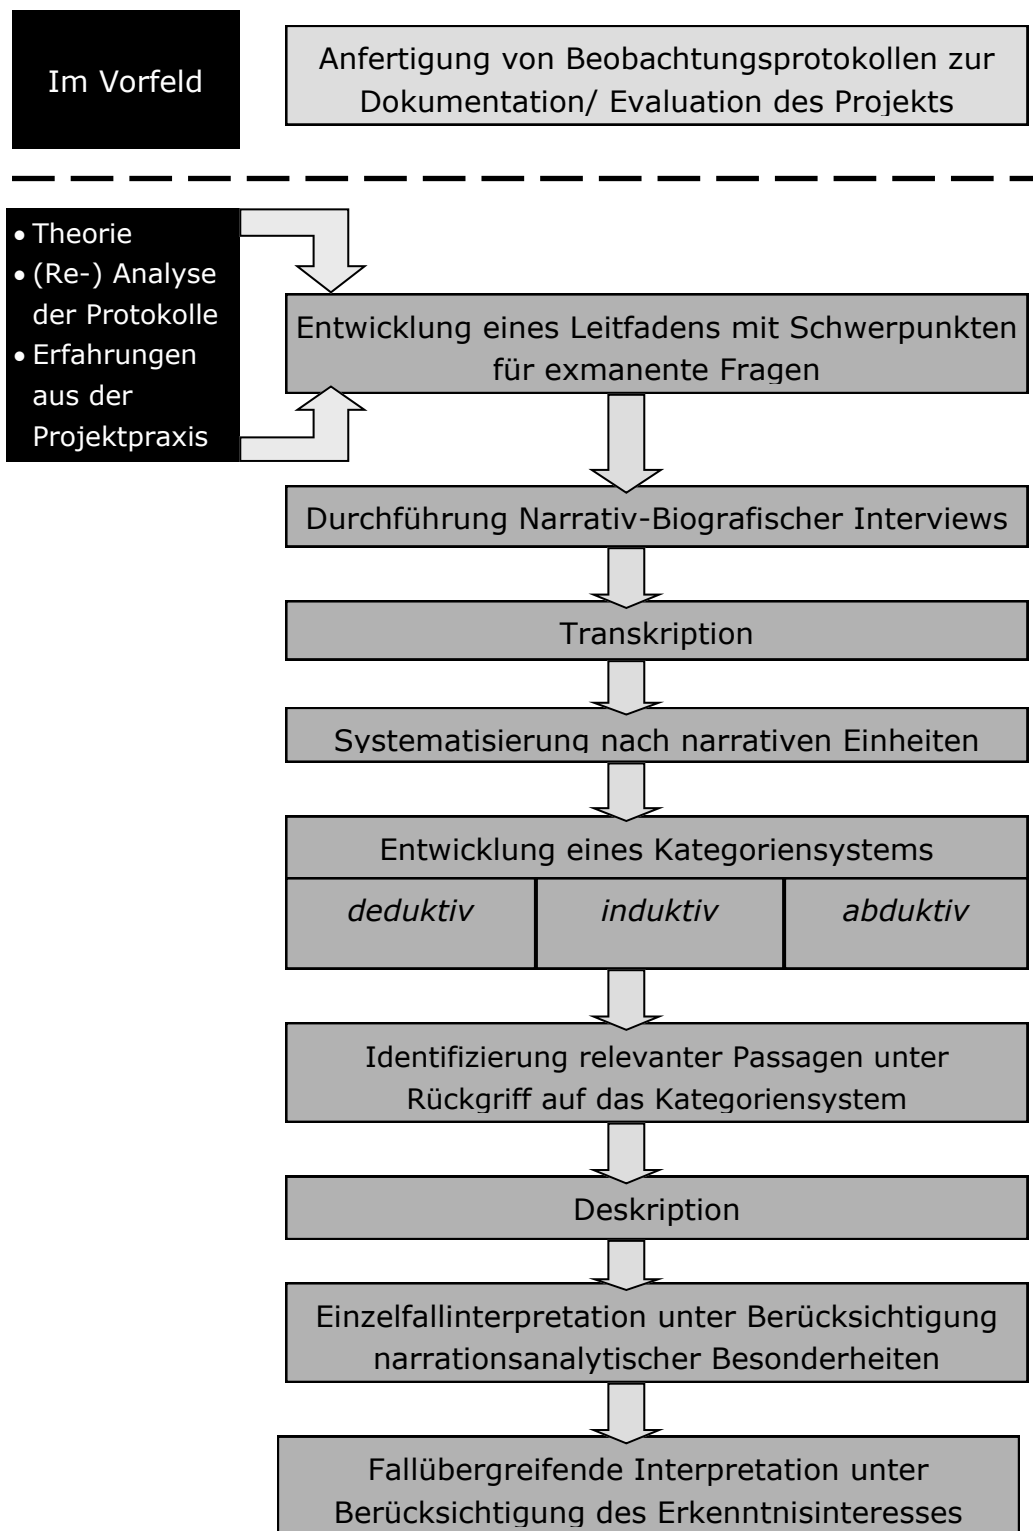 Im Vorfeld
Anfertigung von Beobachtungsprotokollen zur
Dokumentation/ Evaluation des Projekts
• Theorie
• (Re-) Analyse
der Protokolle
• Erfahrungen
aus der
Projektpraxis
Entwicklung eines Leitfadens mit Schwerpunkten
für exmanente Fragen
Durchführung Narrativ-Biografischer Interviews
Transkription
Systematisierung nach narrativen Einheiten
Entwicklung eines Kategoriensystems
deduktiv
induktiv
abduktiv
Identifizierung relevanter Passagen unter
Rückgriff auf das Kategoriensystem
Deskription
Einzelfallinterpretation unter Berücksichtigung
narrationsanalytischer Besonderheiten
Fallübergreifende Interpretation unter
Berücksichtigung des Erkenntnisinteresses